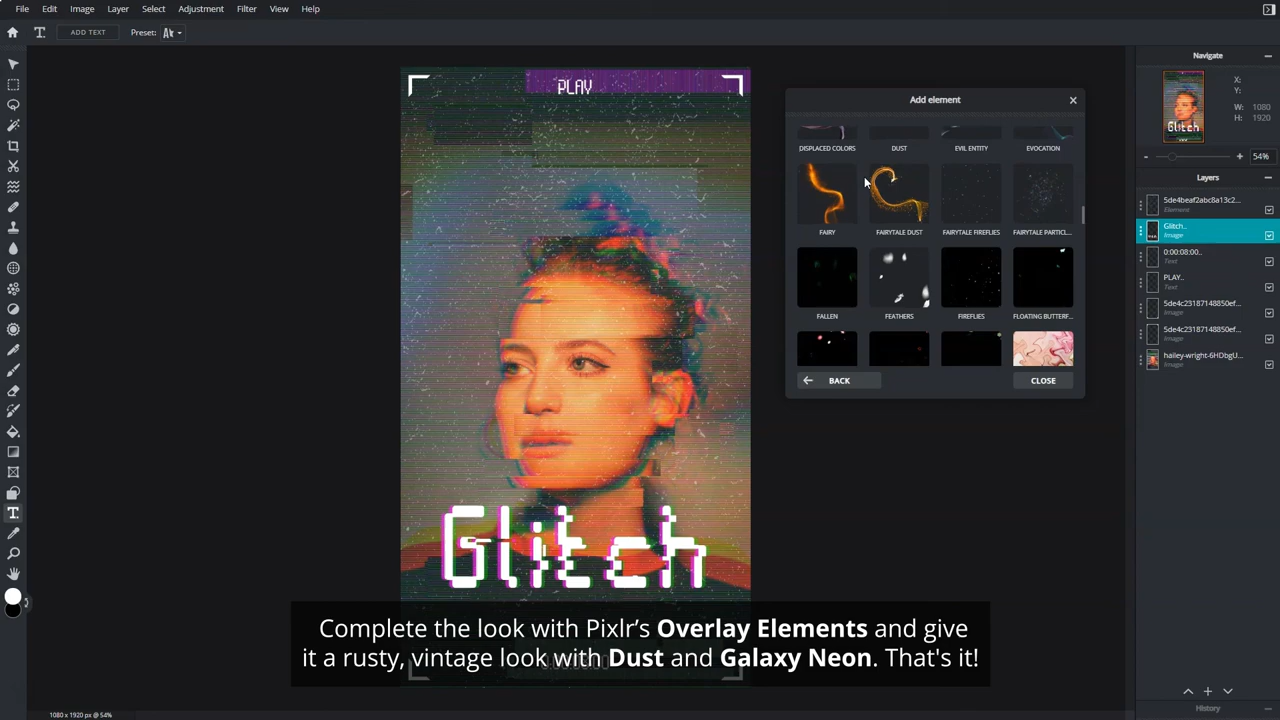 File Edit Image Layer Select Adjustment Filter View Help
ADD TEXT Preset:
Navigate
X:
Y:
W: 1080
H: 1920
- + 54%
Layers
5de4beaf2abc8a13c2...
Element
Glitch..
Image
0:00:08:00..
Text
PLAY..
Text
5de4c23187148850ef...
Image
5de4c23187148850ef...
Image
hailey-wright-6HDbgU...
Image
History
PLAY
Glitch
Add element
DISPLACED COLORS DUST EVIL ENTITY EVOCATION
FAIRY FAIRYTALE DUST FAIRYTALE FIREFLIES FAIRYTALE PARTICL...
FALLEN FEATHERS FIREFLIES FLOATING BUTTERF...
BACK CLOSE
Complete the look with Pixlr’s Overlay Elements and give
it a rusty, vintage look with Dust and Galaxy Neon. That's it!
1080 x 1920 px @ 54%